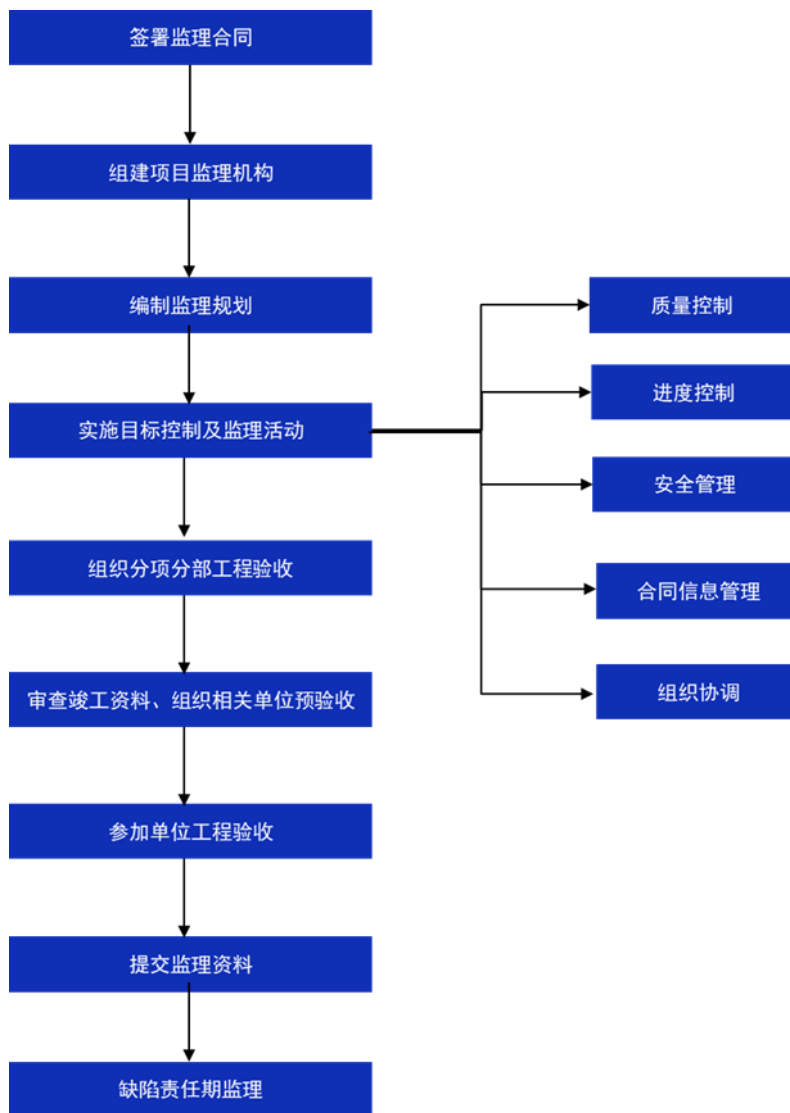 签署监理合同
组建项目监理机构
编制监理规划
实施目标控制及监理活动
组织分项分部工程验收
审查竣工资料、组织相关单位预验收
参加单位工程验收
提交监理资料
缺陷责任期监理
质量控制
进度控制
安全管理
合同信息管理
组织协调